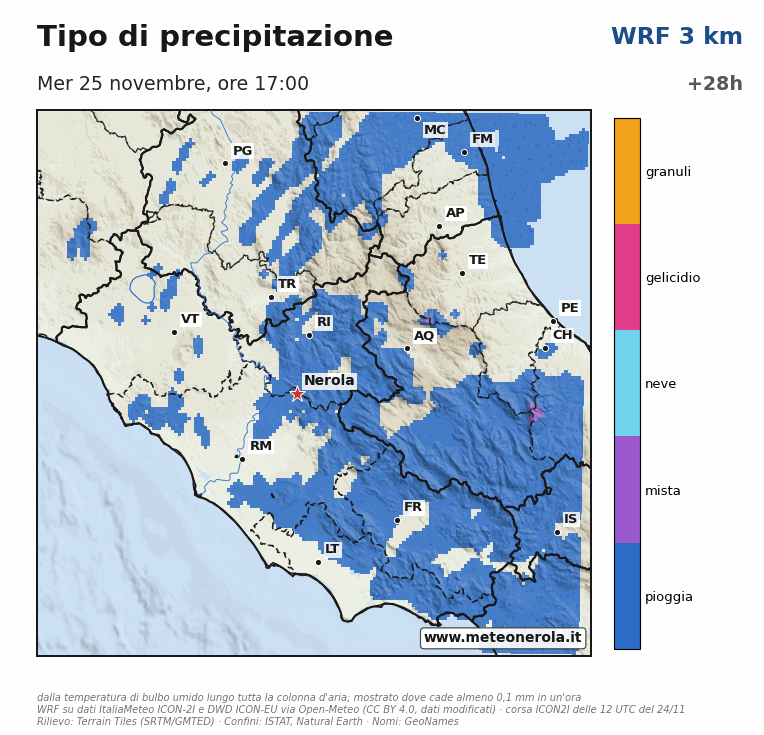 Tipo di precipitazione
WRF 3 km
Mer 25 novembre, ore 17:00
+28h
MC
FM
PG
AP
TE
TR
PE
VT
RI
AQ
CH
Nerola
RM
FR
IS
LT
www.meteonerola.it
granuli
gelicidio
neve
mista
pioggia
dalla temperatura di bulbo umido lungo tutta la colonna d'aria; mostrato dove cade almeno 0,1 mm in un'ora
WRF su dati ItaliaMeteo ICON-2I e DWD ICON-EU via Open-Meteo (CC BY 4.0, dati modificati) · corsa ICON2I delle 12 UTC del 24/11
Rilievo: Terrain Tiles (SRTM/GMTED) · Confini: ISTAT, Natural Earth · Nomi: GeoNames